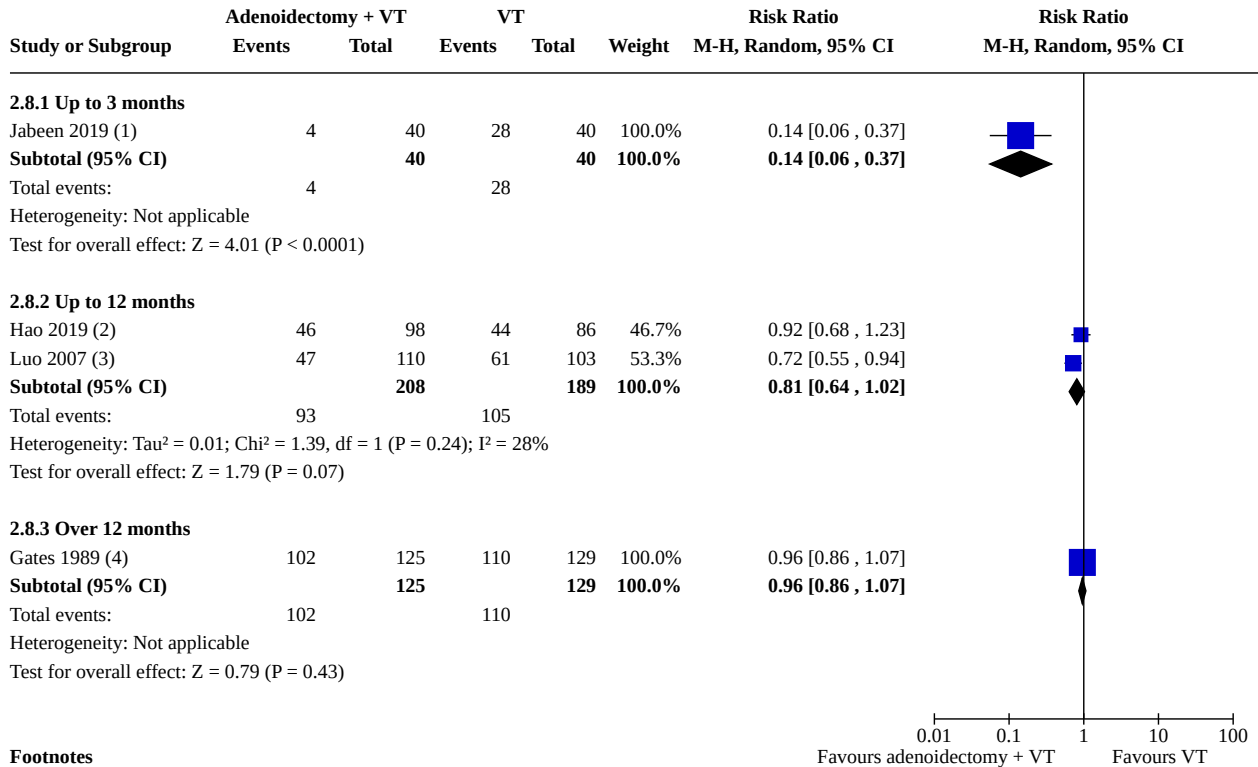 Adenoidectomy + VT VT Risk Ratio Risk Ratio
Study or Subgroup Events Total Events Total Weight M-H, Random, 95% CI M-H, Random, 95% CI
2.8.1 Up to 3 months
Jabeen 2019 (1) 4 40 28 40 100.0% 0.14 [0.06 , 0.37]
Subtotal (95% CI) 40 40 100.0% 0.14 [0.06 , 0.37]
Total events: 4 28
Heterogeneity: Not applicable
Test for overall effect: Z = 4.01 (P < 0.0001)
2.8.2 Up to 12 months
Hao 2019 (2) 46 98 44 86 46.7% 0.92 [0.68 , 1.23]
Luo 2007 (3) 47 110 61 103 53.3% 0.72 [0.55 , 0.94]
Subtotal (95% CI) 208 189 100.0% 0.81 [0.64 , 1.02]
Total events: 93 105
Heterogeneity: Tau² = 0.01; Chi² = 1.39, df = 1 (P = 0.24); I² = 28%
Test for overall effect: Z = 1.79 (P = 0.07)
2.8.3 Over 12 months
Gates 1989 (4) 102 125 110 129 100.0% 0.96 [0.86 , 1.07]
Subtotal (95% CI) 125 129 100.0% 0.96 [0.86 , 1.07]
Total events: 102 110
Heterogeneity: Not applicable
Test for overall effect: Z = 0.79 (P = 0.43)
0.01 0.1 1 10 100
Footnotes Favours adenoidectomy + VT Favours VT